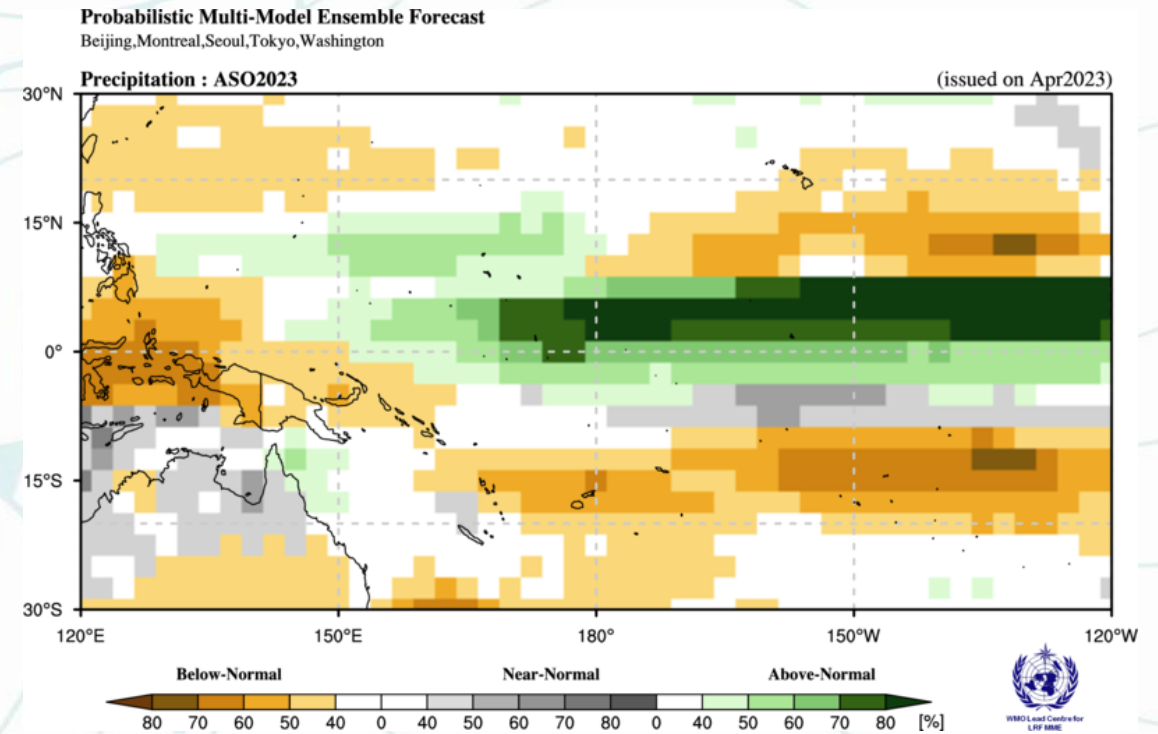 Probabilistic Multi-Model Ensemble Forecast
Beijing,Montreal,Seoul,Tokyo,Washington
Precipitation : ASO2023 (issued on Apr2023)
30°N
15°N
0°
15°S
30°S
120°E 150°E 180° 150°W 120°W
Below-Normal Near-Normal Above-Normal
80 70 60 50 40 0 40 50 60 70 80 0 40 50 60 70 80 [%]
WMO Lead Centre for
LRF MME